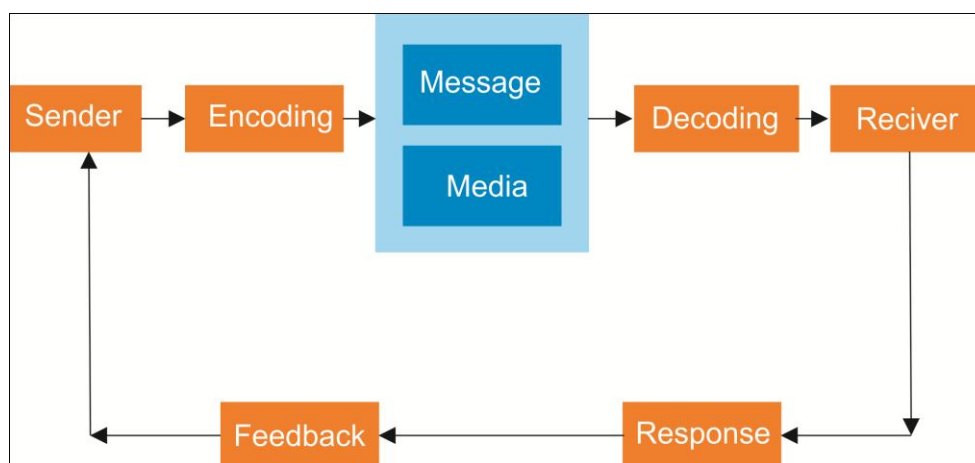 Sender
Encoding
Message
Media
Decoding
Reciver
Feedback
Response